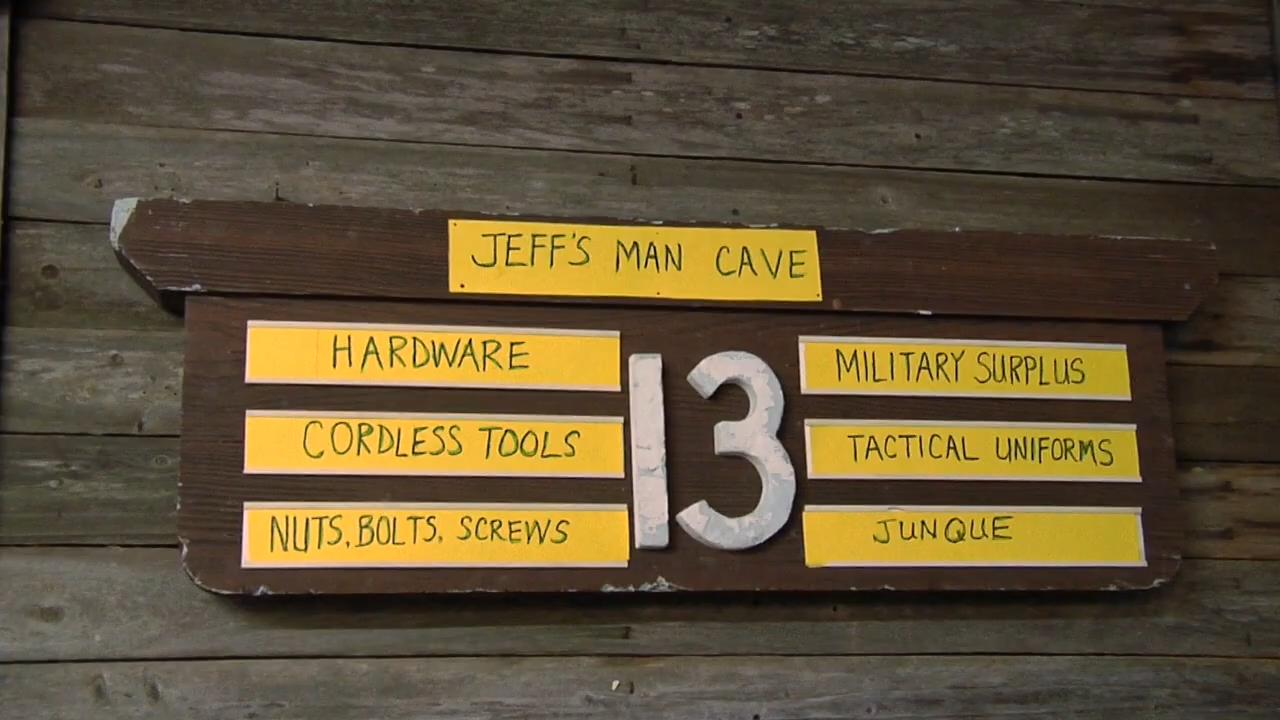 JEFF'S MAN CAVE
HARDWARE
CORDLESS TOOLS
NUTS, BOLTS, SCREWS
13
MILITARY SURPLUS
TACTICAL UNIFORMS
JUNQUE